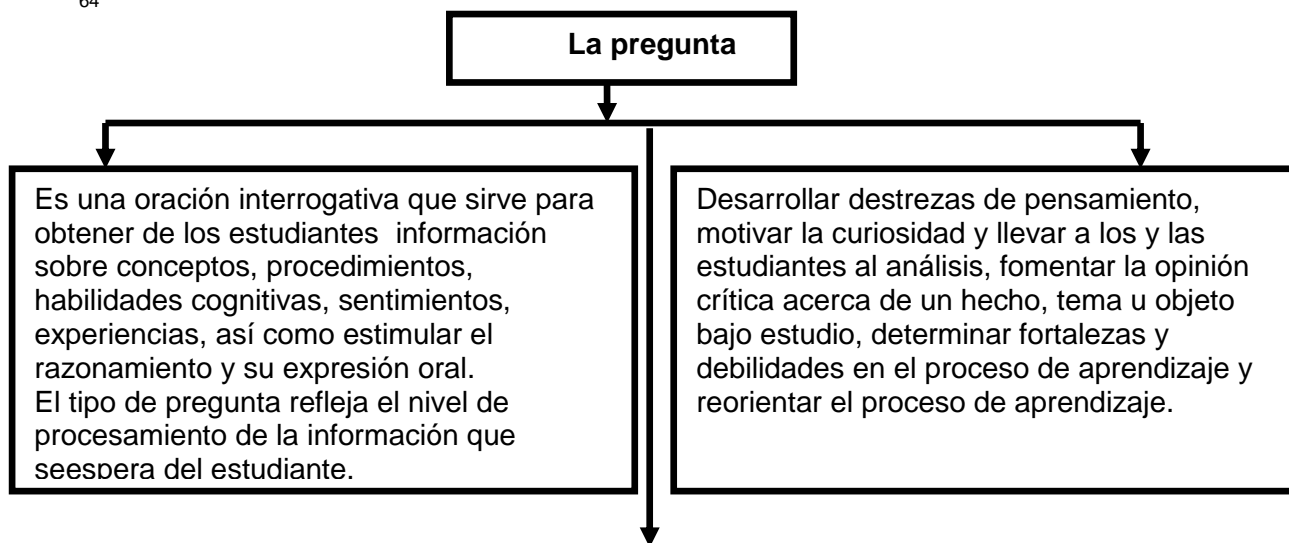 64
La pregunta
Es una oración interrogativa que sirve para
obtener de los estudiantes información
sobre conceptos, procedimientos,
habilidades cognitivas, sentimientos,
experiencias, así como estimular el
razonamiento y su expresión oral.
El tipo de pregunta refleja el nivel de
procesamiento de la información que
seespera del estudiante.
Desarrollar destrezas de pensamiento,
motivar la curiosidad y llevar a los y las
estudiantes al análisis, fomentar la opinión
crítica acerca de un hecho, tema u objeto
bajo estudio, determinar fortalezas y
debilidades en el proceso de aprendizaje y
reorientar el proceso de aprendizaje.